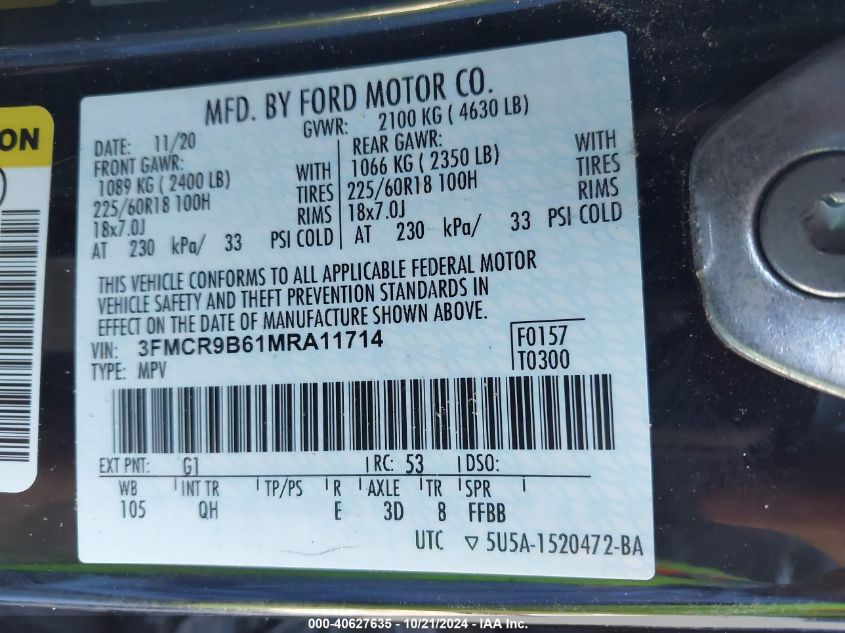 ON
MFD. BY FORD MOTOR CO.
DATE: 11/20 GVWR: 2100 KG ( 4630 LB)
FRONT GAWR: REAR GAWR:
1089 KG ( 2400 LB) WITH 1066 KG ( 2350 LB) WITH
225/60R18 100H TIRES 225/60R18 100H TIRES
18x7.0J RIMS 18x7.0J RIMS
AT 230 kPa/ 33 PSI COLD AT 230 kPa/ 33 PSI COLD
THIS VEHICLE CONFORMS TO ALL APPLICABLE FEDERAL MOTOR
VEHICLE SAFETY AND THEFT PREVENTION STANDARDS IN
EFFECT ON THE DATE OF MANUFACTURE SHOWN ABOVE.
VIN: 3FMCR9B61MRA11714 F0157
TYPE: MPV T0300
EXT PNT: G1 RC: 53 DSO:
WB INT TR TP/PS R AXLE TR SPR
105 QH E 3D 8 FFBB
UTC ▽ 5U5A-1520472-BA
000-40627635 - 10/21/2024 - IAA Inc.